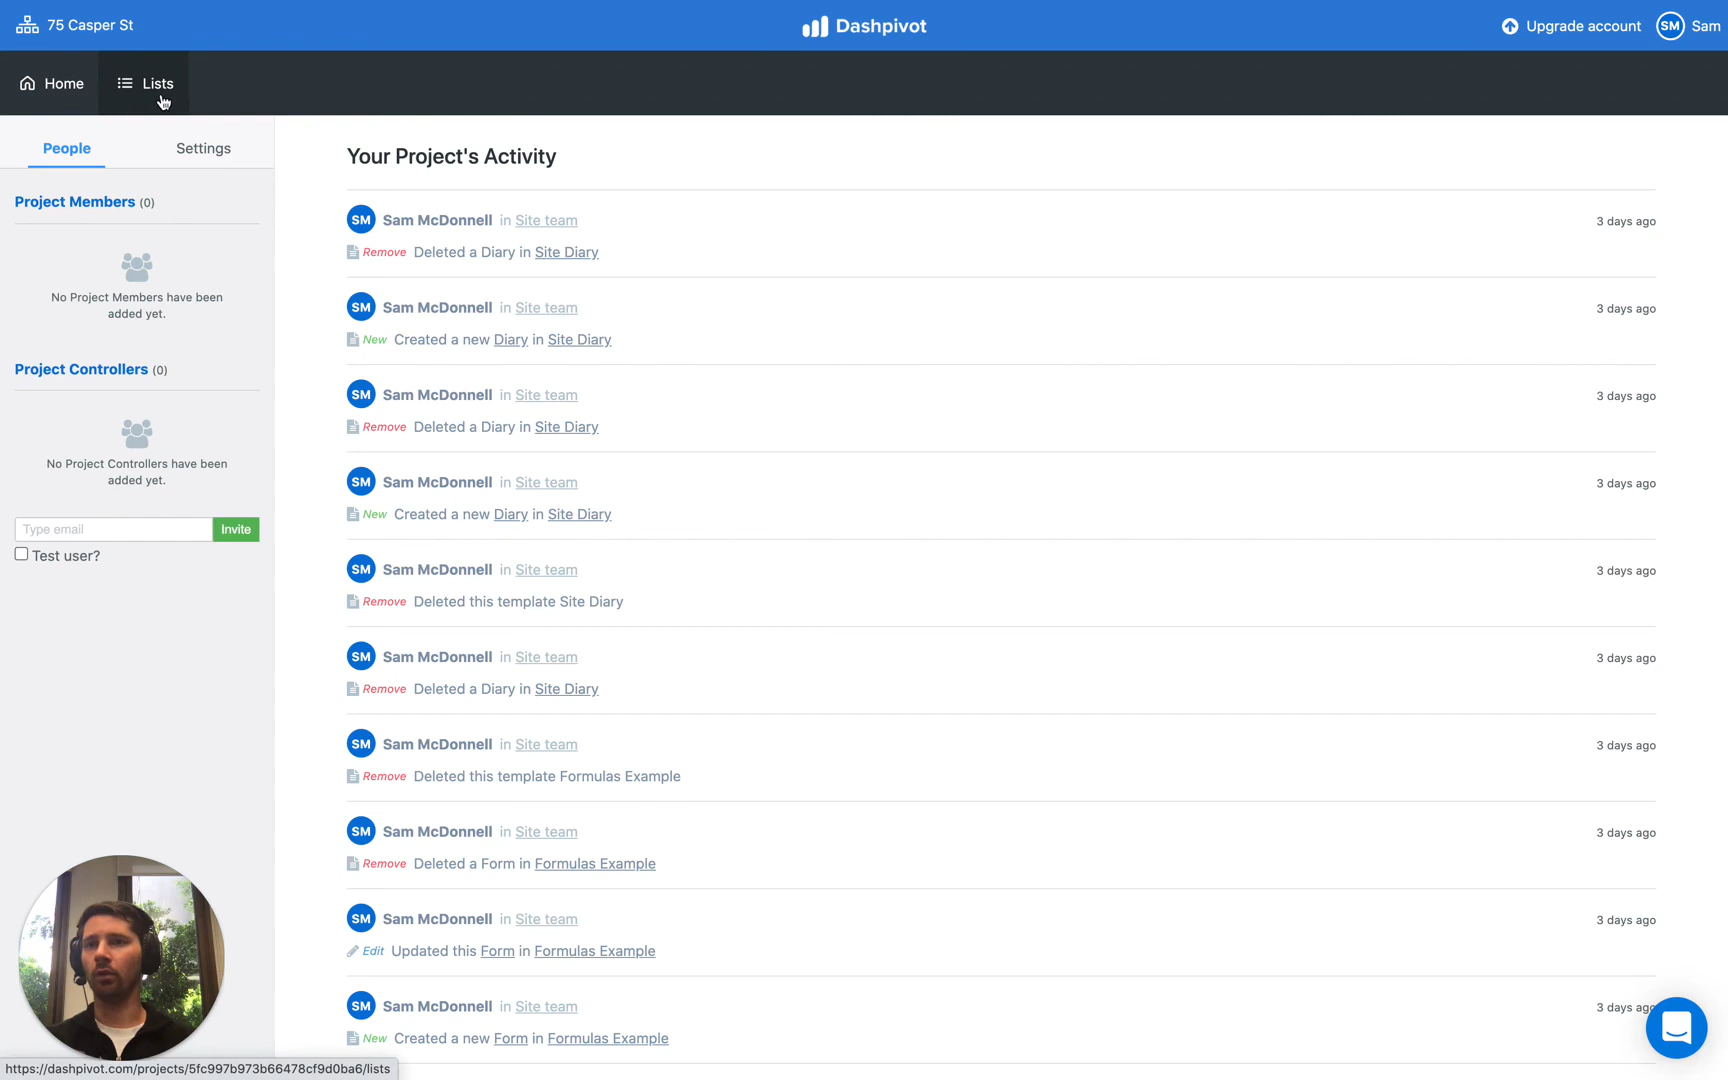 75 Casper St
Dashpivot
Upgrade account
SM Sam
Home
Lists
People
Settings
Project Members (0)
No Project Members have been
added yet.
Project Controllers (0)
No Project Controllers have been
added yet.
Type email
Invite
Test user?
Your Project's Activity
SM Sam McDonnell in Site team 3 days ago
Remove Deleted a Diary in Site Diary
SM Sam McDonnell in Site team 3 days ago
New Created a new Diary in Site Diary
SM Sam McDonnell in Site team 3 days ago
Remove Deleted a Diary in Site Diary
SM Sam McDonnell in Site team 3 days ago
New Created a new Diary in Site Diary
SM Sam McDonnell in Site team 3 days ago
Remove Deleted this template Site Diary
SM Sam McDonnell in Site team 3 days ago
Remove Deleted a Diary in Site Diary
SM Sam McDonnell in Site team 3 days ago
Remove Deleted this template Formulas Example
SM Sam McDonnell in Site team 3 days ago
Remove Deleted a Form in Formulas Example
SM Sam McDonnell in Site team 3 days ago
Edit Updated this Form in Formulas Example
SM Sam McDonnell in Site team 3 days ago
New Created a new Form in Formulas Example
https://dashpivot.com/projects/5fc997b973b66478cf9d0ba6/lists